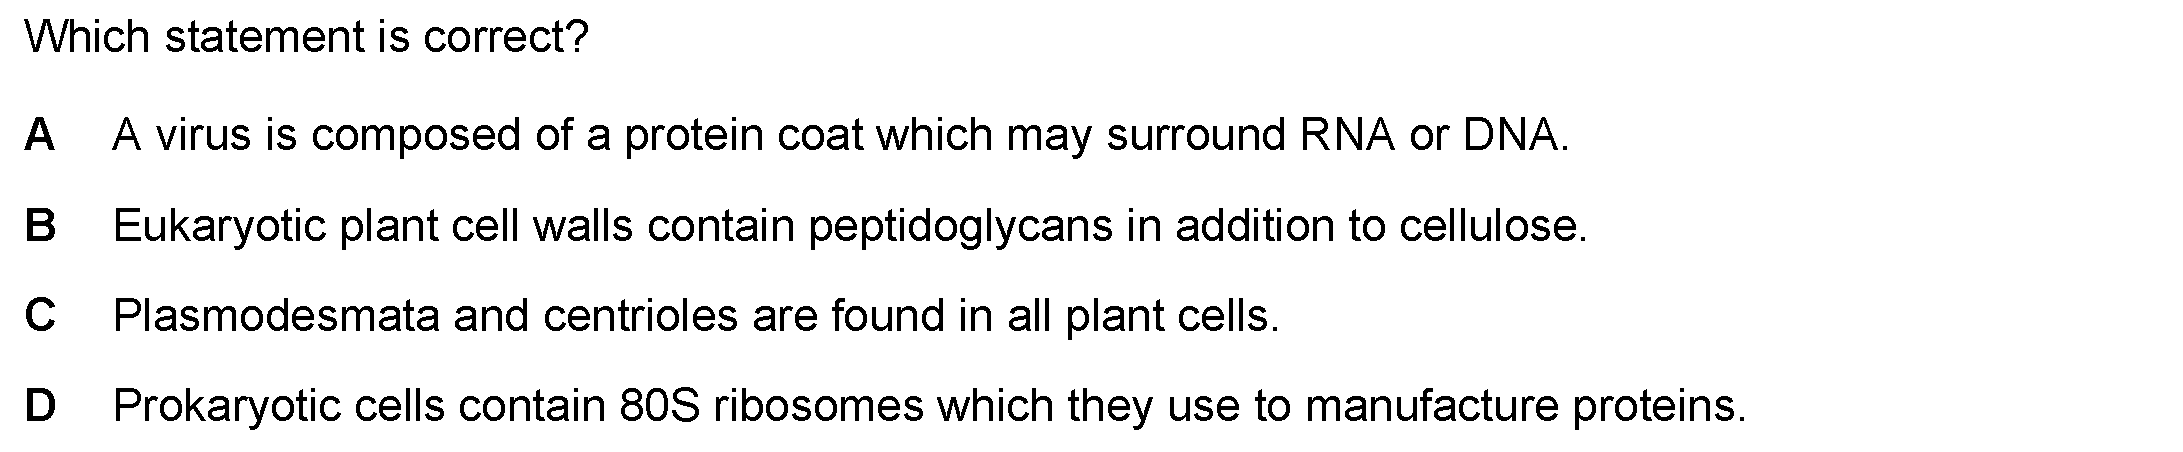 Which statement is correct?
A A virus is composed of a protein coat which may surround RNA or DNA.
B Eukaryotic plant cell walls contain peptidoglycans in addition to cellulose.
C Plasmodesmata and centrioles are found in all plant cells.
D Prokaryotic cells contain 80S ribosomes which they use to manufacture proteins.